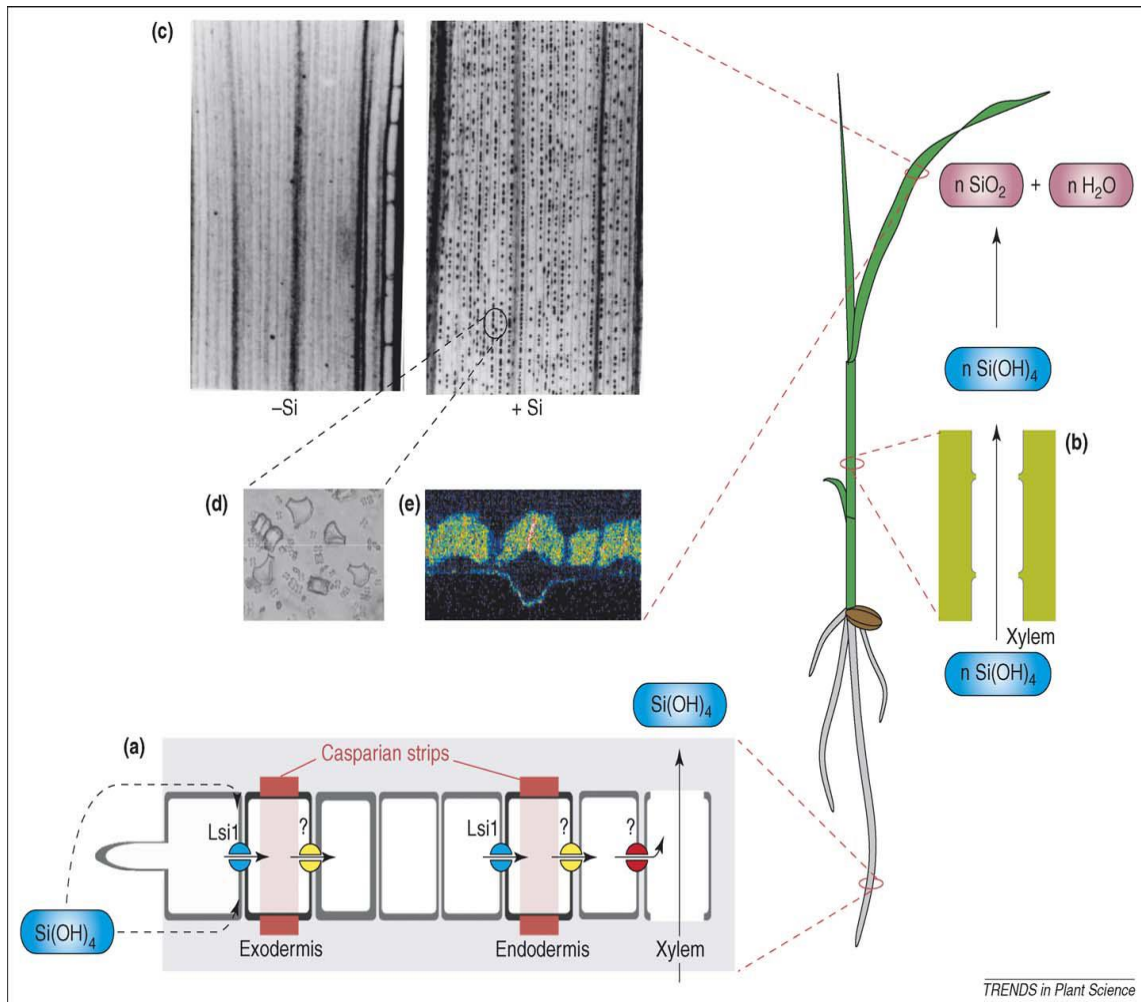 (c)
–Si
+ Si
n SiO2 + n H2O
n Si(OH)4
(b)
(d)
(e)
Xylem
n Si(OH)4
Si(OH)4
(a)
Casparian strips
Lsi1
?
Lsi1
?
?
Si(OH)4
Exodermis
Endodermis
Xylem
TRENDS in Plant Science